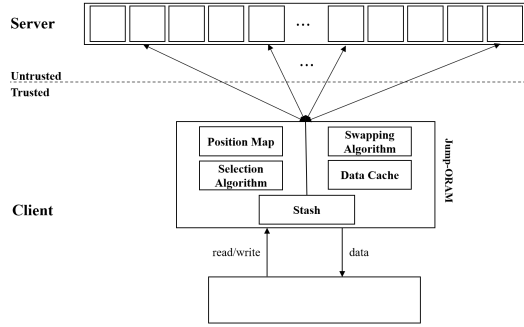 Server
...
...
Untrusted
Trusted
Position Map
Swapping
Algorithm
Selection
Algorithm
Data Cache
Jump-ORAM
Client
Stash
read/write
data